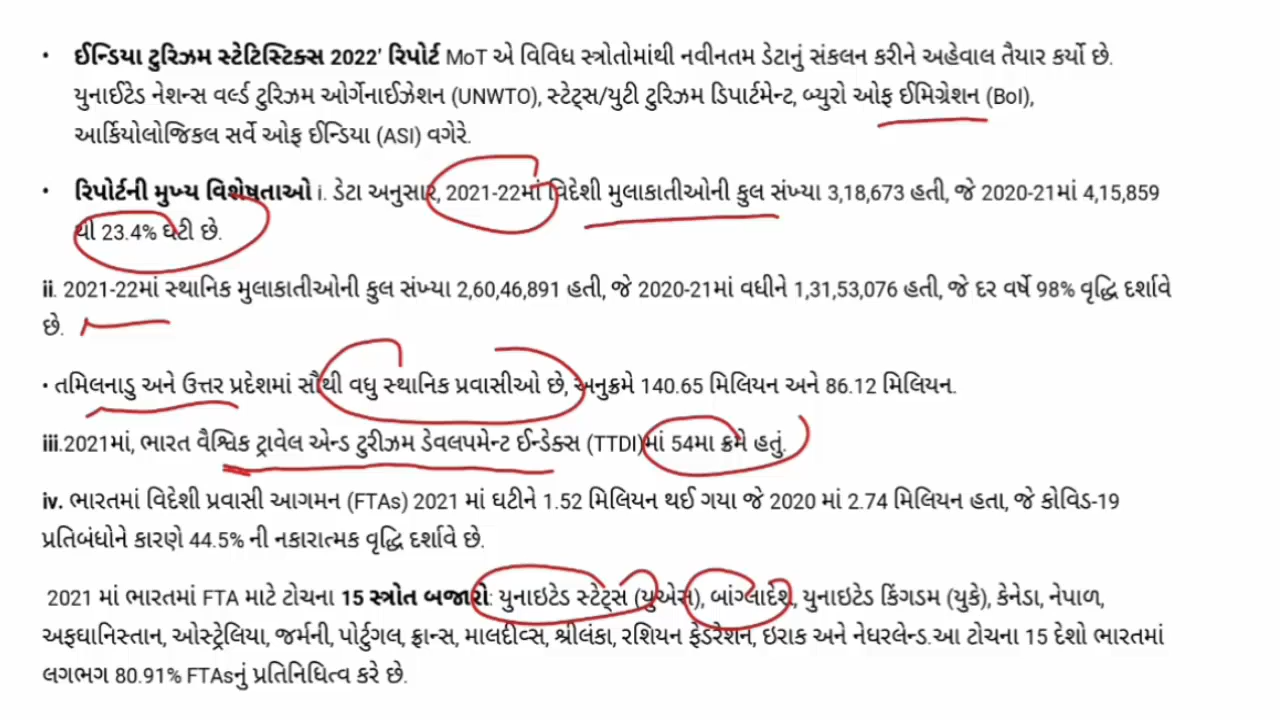 • ઈન્ડિયા ટુરિઝમ સ્ટેટિસ્ટિક્સ 2022' રિપોર્ટ MoT એ વિવિધ સ્ત્રોતોમાંથી નવીનતમ ડેટાનું સંકલન કરીને અહેવાલ તૈયાર કર્યો છે.
યુનાઈટેડ નેશન્સ વર્લ્ડ ટુરિઝમ ઓર્ગેનાઈઝેશન (UNWTO), સ્ટેટ્સ/યુટી ટુરિઝમ ડિપાર્ટમેન્ટ, બ્યુરો ઓફ ઈમિગ્રેશન (BoI),
આર્કિયોલોજિકલ સર્વે ઓફ ઈન્ડિયા (ASI) વગેરે.
• રિપોર્ટની મુખ્ય વિશેષતાઓ i. ડેટા અનુસાર, 2021-22માં વિદેશી મુલાકાતીઓની કુલ સંખ્યા 3,18,673 હતી, જે 2020-21માં 4,15,859
થી 23.4% ઘટી છે.
ii. 2021-22માં સ્થાનિક મુલાકાતીઓની કુલ સંખ્યા 2,60,46,891 હતી, જે 2020-21માં વધીને 1,31,53,076 હતી, જે દર વર્ષે 98% વૃદ્ધિ દર્શાવે
છે.
• તમિલનાડુ અને ઉત્તર પ્રદેશમાં સૌથી વધુ સ્થાનિક પ્રવાસીઓ છે, અનુક્રમે 140.65 મિલિયન અને 86.12 મિલિયન.
iii.2021માં, ભારત વૈશ્વિક ટ્રાવેલ એન્ડ ટુરીઝમ ડેવલપમેન્ટ ઈન્ડેક્સ (TTDI)માં 54મા ક્રમે હતું.
iv. ભારતમાં વિદેશી પ્રવાસી આગમન (FTAs) 2021 માં ઘટીને 1.52 મિલિયન થઈ ગયા જે 2020 માં 2.74 મિલિયન હતા, જે કોવિડ-19
પ્રતિબંધોને કારણે 44.5% ની નકારાત્મક વૃદ્ધિ દર્શાવે છે.
2021 માં ભારતમાં FTA માટે ટોચના 15 સ્ત્રોત બજારો: યુનાઇટેડ સ્ટેટ્સ (યુએસ), બાંગ્લાદેશ, યુનાઇટેડ કિંગડમ (યુકે), કેનેડા, નેપાળ,
અફઘાનિસ્તાન, ઓસ્ટ્રેલિયા, જર્મની, પોર્ટુગલ, ફ્રાન્સ, માલદીવ્સ, શ્રીલંકા, રશિયન ફેડરેશન, ઇરાક અને નેધરલેન્ડ.આ ટોચના 15 દેશો ભારતમાં
લગભગ 80.91% FTAsનું પ્રતિનિધિત્વ કરે છે.